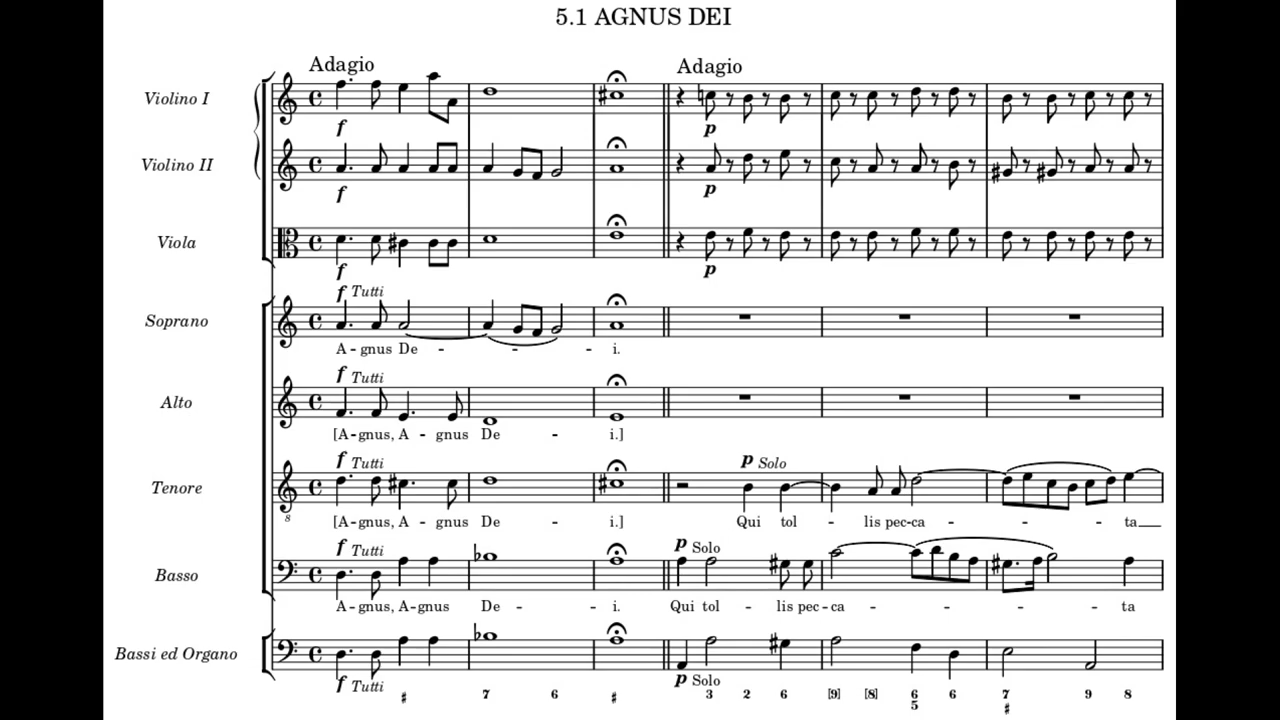 5.1 AGNUS DEI
Adagio
Adagio
Violino I
f
p
Violino II
f
p
Viola
f
p
f Tutti
Soprano
A - gnus De - - - i.
f Tutti
Alto
[A - gnus, A - gnus De - i.]
f Tutti
p Solo
Tenore
8
[A - gnus, A - gnus De - i.] Qui tol - lis pec - ca - - - ta
f Tutti
p Solo
Basso
A - gnus, A - gnus De - - i. Qui tol - lis pec - ca - - - - - ta
Bassi ed Organo
f Tutti
p Solo
♯ 7 6 ♯ 3 2 6 [9] [8] 6 6 7 9 8
5 ♯